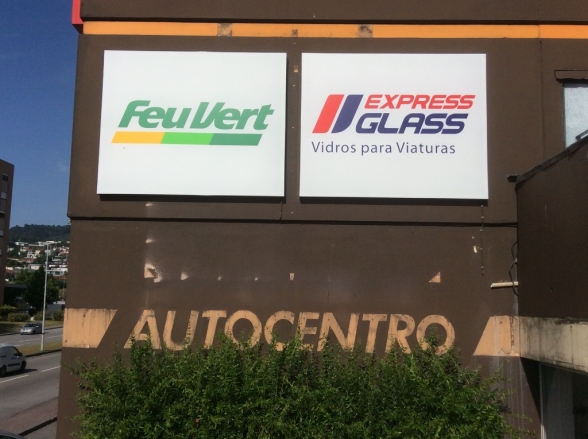 FeuVert
EXPRESS
GLASS
Vidros para Viaturas
AUTOCENTRO